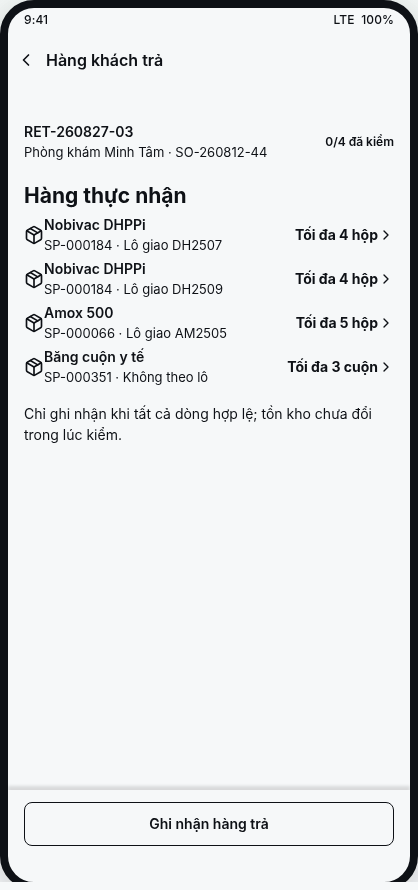 9:41
LTE 100%
Hàng khách trả
RET-260827-03
Phòng khám Minh Tâm · SO-260812-44
0/4 đã kiểm
Hàng thực nhận
Nobivac DHPPi
SP-000184 · Lô giao DH2507
Tối đa 4 hộp
Nobivac DHPPi
SP-000184 · Lô giao DH2509
Tối đa 4 hộp
Amox 500
SP-000066 · Lô giao AM2505
Tối đa 5 hộp
Băng cuộn y tế
SP-000351 · Không theo lô
Tối đa 3 cuộn
Chỉ ghi nhận khi tất cả dòng hợp lệ; tồn kho chưa đổi
trong lúc kiểm.
Ghi nhận hàng trả